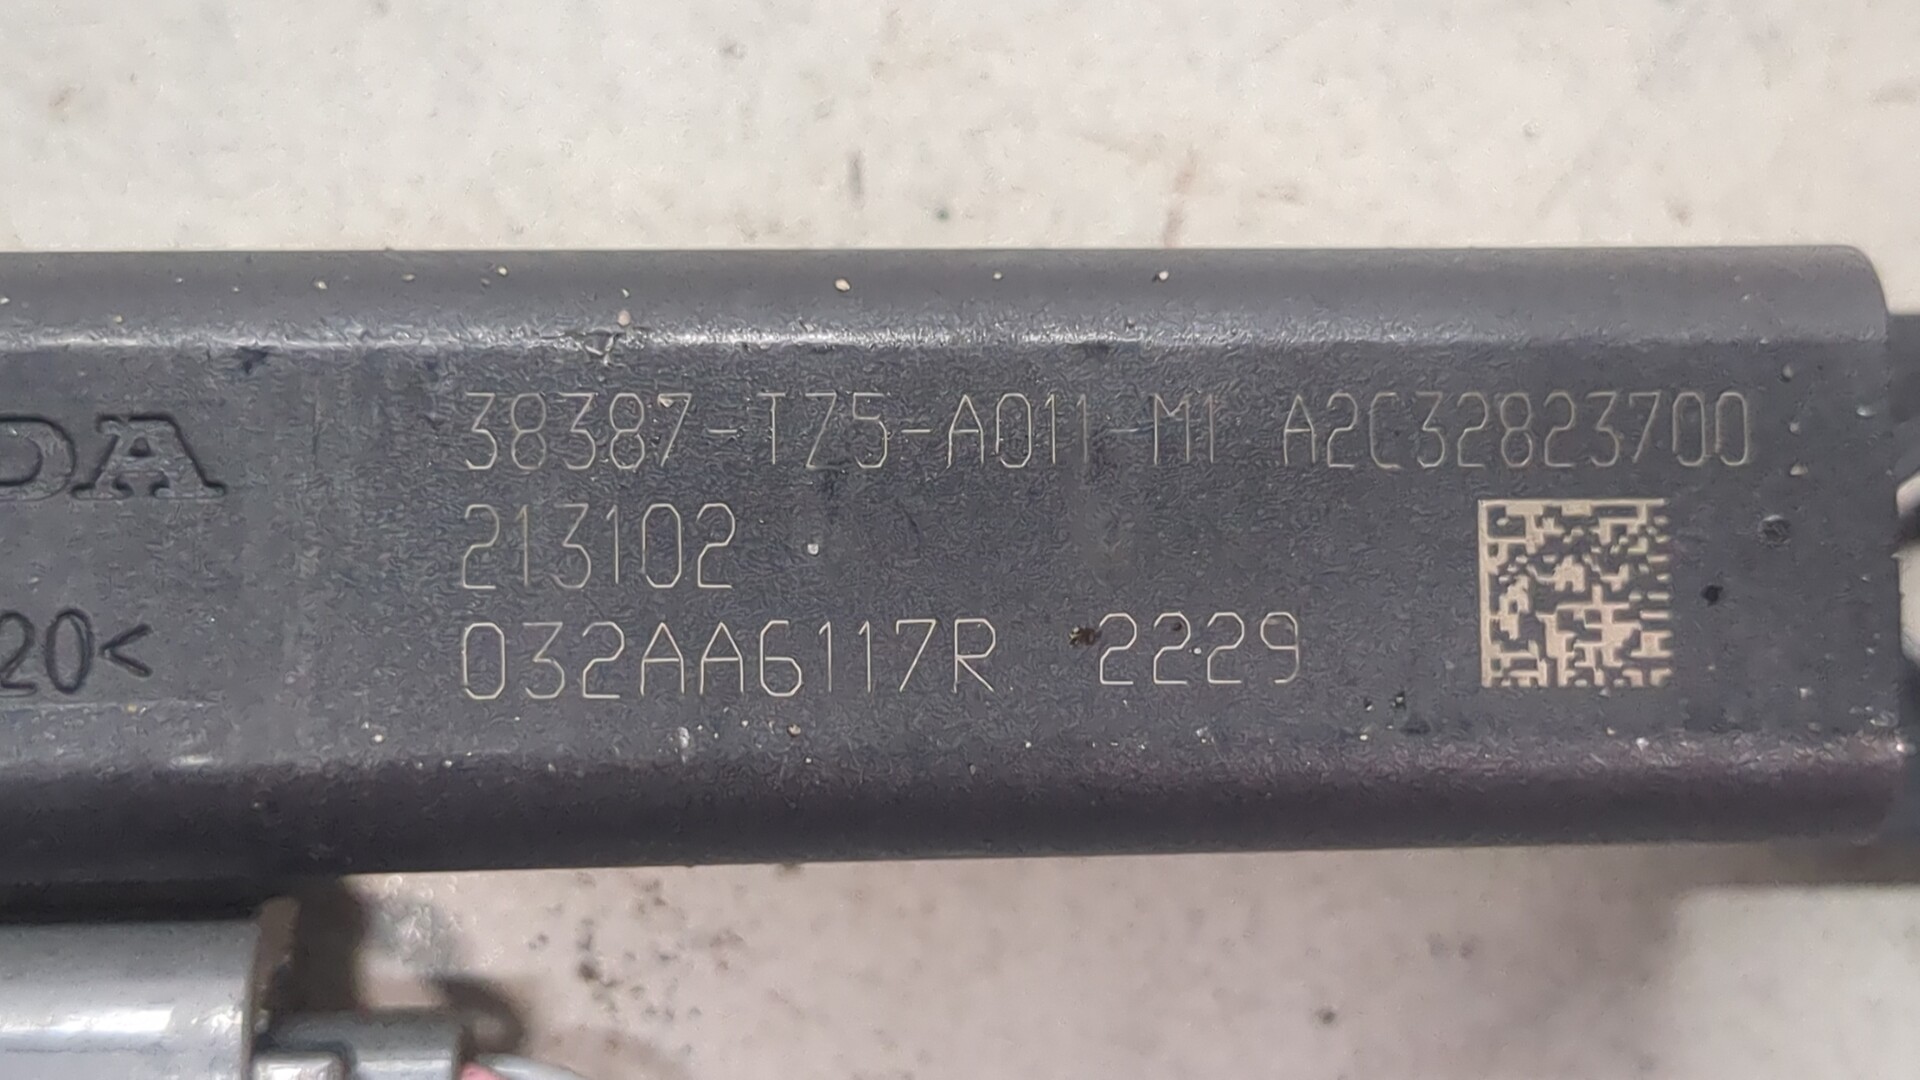 38387-TZ5-A011-M1 A2C32823700
DA
213102
20<
032AA6117R 2229